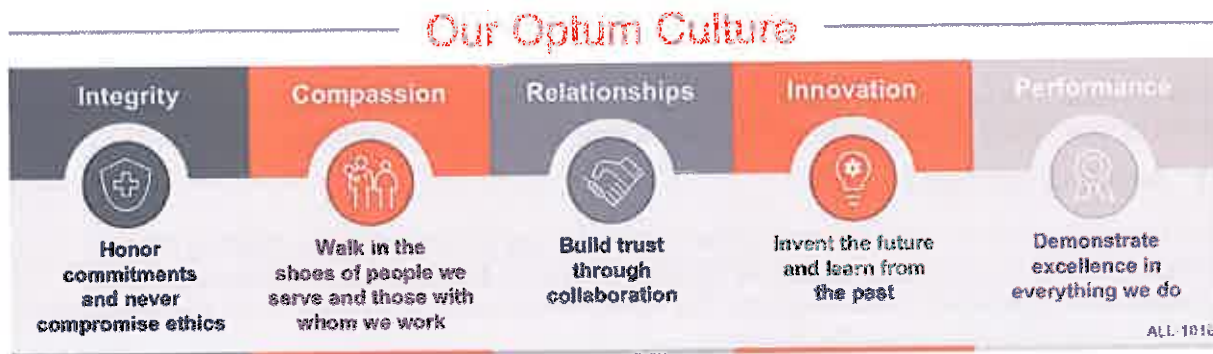 Our Optum Culture
Integrity
Compassion
Relationships
Innovation
Performance
Honor
commitments
and never
compromise ethics
Walk in the
shoes of people we
serve and those with
whom we work
Build trust
through
collaboration
Invent the future
and learn from
the past
Demonstrate
excellence in
everything we do